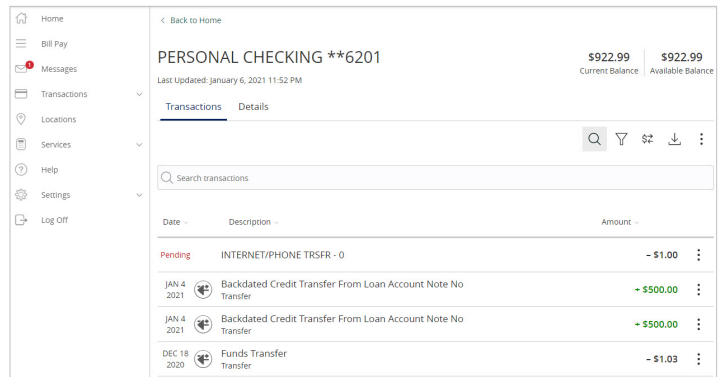 Home
Bill Pay
1
Messages
Transactions
Locations
Services
Help
Settings
Log Off
< Back to Home
PERSONAL CHECKING **6201
Last Updated: January 6, 2021 11:52 PM
$922.99
Current Balance
$922.99
Available Balance
Transactions Details
Search transactions
Date Description Amount
Pending INTERNET/PHONE TRSFR - 0 - $1.00
JAN 4 2021 Backdated Credit Transfer From Loan Account Note No + $500.00
Transfer
JAN 4 2021 Backdated Credit Transfer From Loan Account Note No + $500.00
Transfer
DEC 18 2020 Funds Transfer - $1.03
Transfer